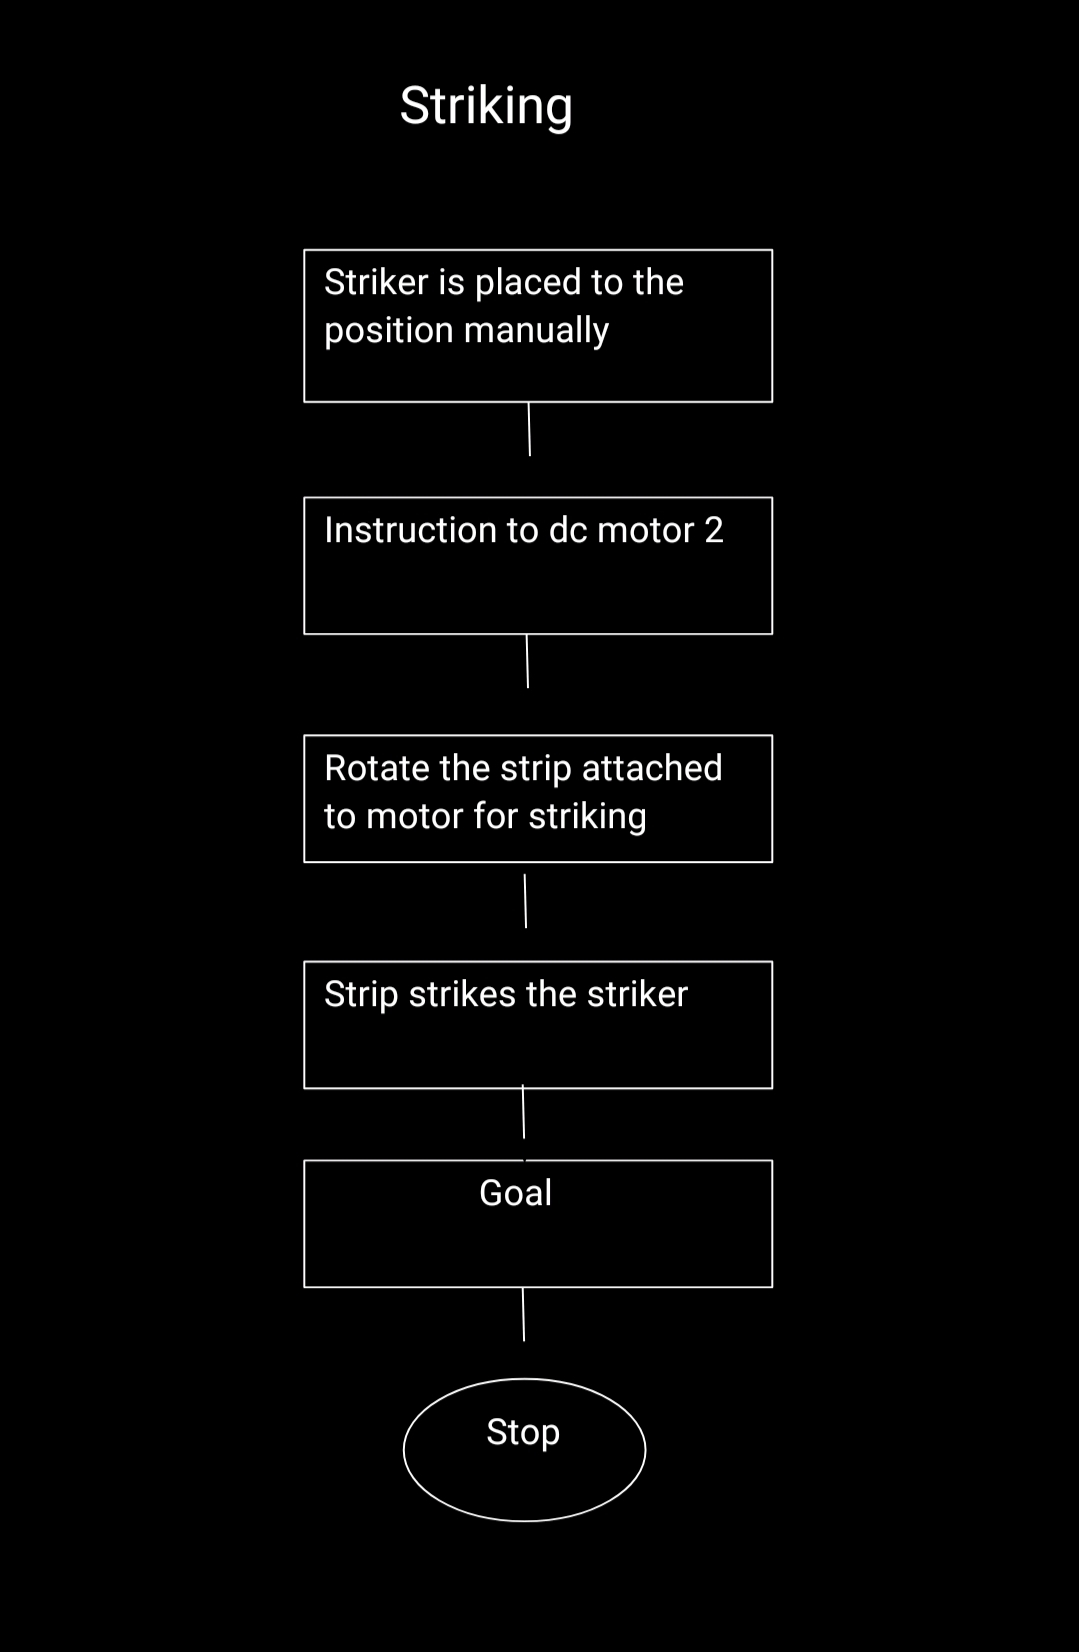 Striking
Striker is placed to the
position manually
Instruction to dc motor 2
Rotate the strip attached
to motor for striking
Strip strikes the striker
Goal
Stop